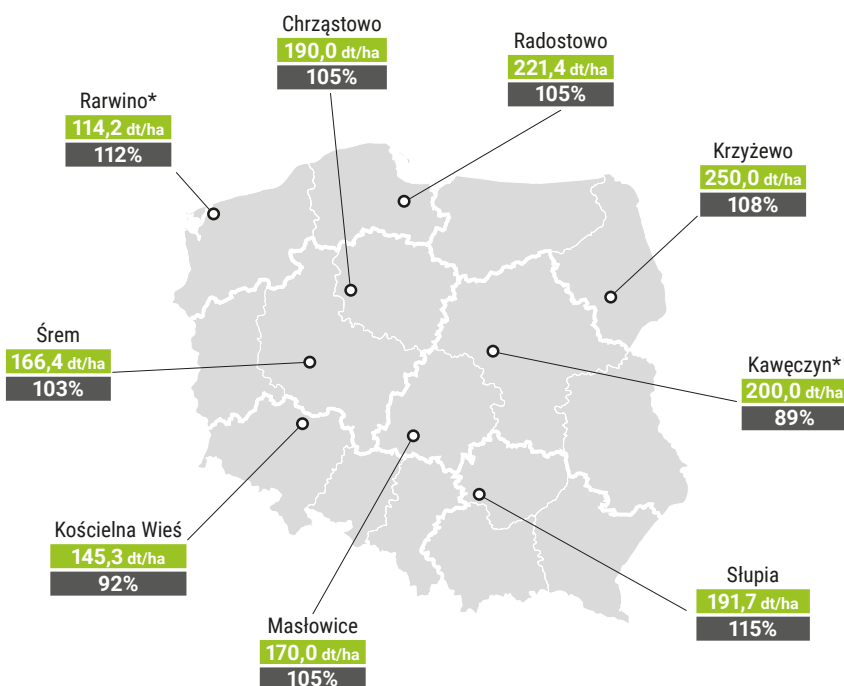 Chrząstowo
190,0 dt/ha
105%
Radostowo
221,4 dt/ha
105%
Rarwino*
114,2 dt/ha
112%
Krzyżewo
250,0 dt/ha
108%
Śrem
166,4 dt/ha
103%
Kawęczyn*
200,0 dt/ha
89%
Kościelna Wieś
145,3 dt/ha
92%
Słupia
191,7 dt/ha
115%
Masłowice
170,0 dt/ha
105%